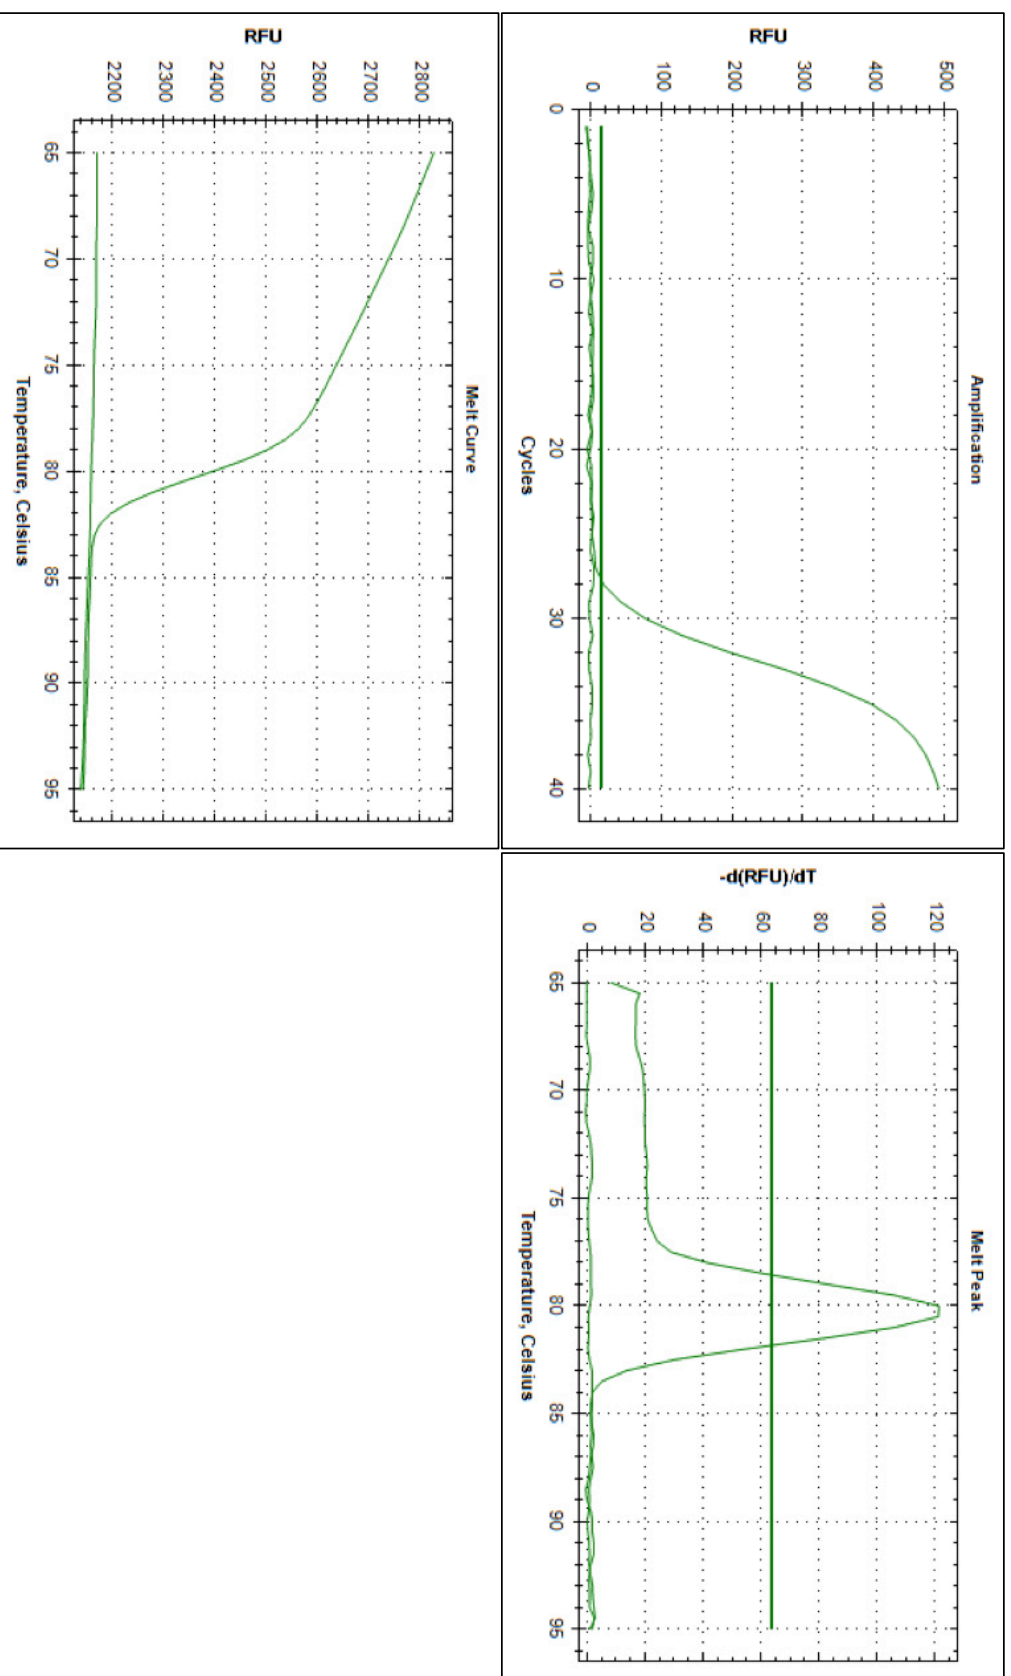 Amplification
RFU
500
400
300
200
100
0
0 10 20 30 40
Cycles
Melt Peak
-d(RFU)/dT
120
100
80
60
40
20
0
65 70 75 80 85 90 95
Temperature, Celsius
Melt Curve
RFU
2800
2700
2600
2500
2400
2300
2200
65 70 75 80 85 90 95
Temperature, Celsius